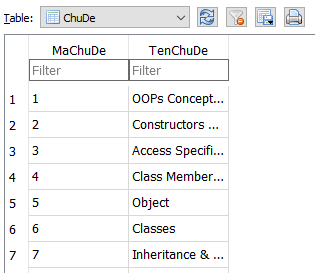 Table: ChuDe
MaChuDe TenChuDe
Filter Filter
1 1 OOPs Concept...
2 2 Constructors ...
3 3 Access Specifi...
4 4 Class Member...
5 5 Object
6 6 Classes
7 7 Inheritance & ...